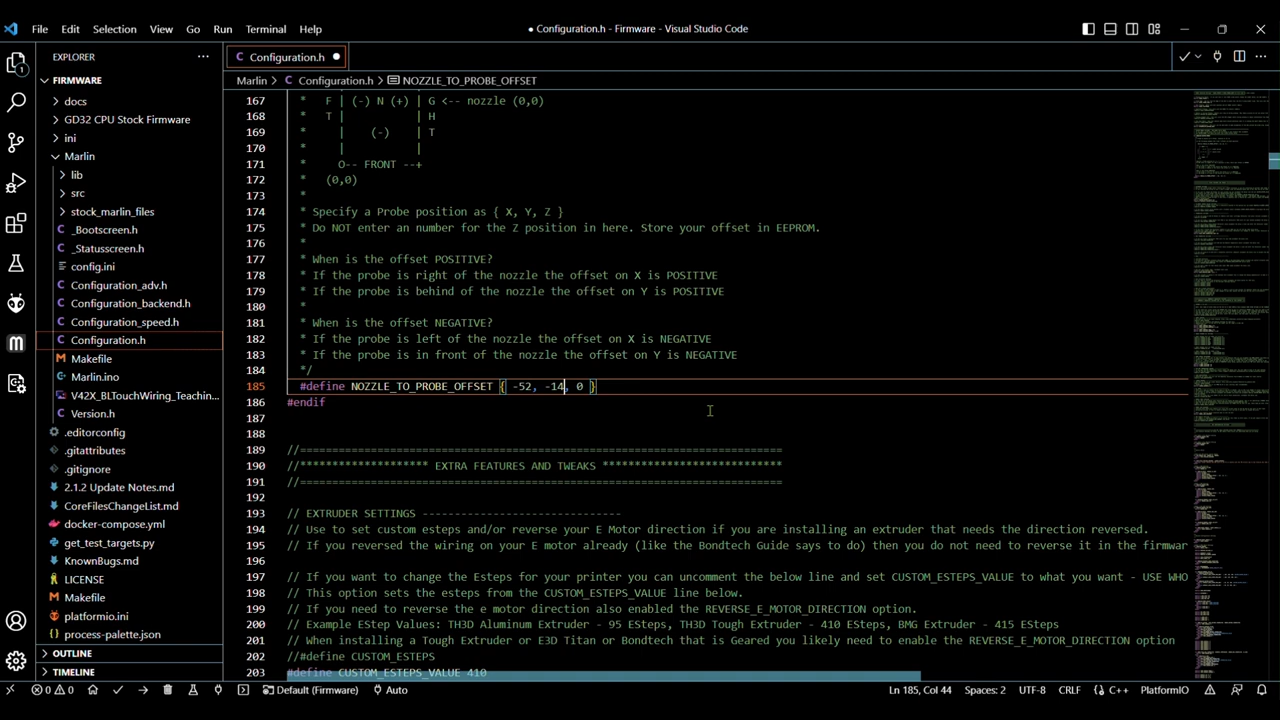 File Edit Selection View Go Run Terminal Help
● Configuration.h - Firmware - Visual Studio Code
EXPLORER
FIRMWARE
docs
GD32 CPU Stock Firmware
ini
Marlin
lib
src
stock_marlin_files
C _Bootscreen.h
C _Statusscreen.h
config.ini
C Configuration_adv.h
C Configuration_backend.h
C Configuration_speed.h
C Configuration.h
Makefile
Marlin.ino
VWX_BLTouchWiring_Teachin...
C Version.h
.editorconfig
.gitattributes
.gitignore
2.1.2 Update Notes.md
CoreFilesChangeList.md
docker-compose.yml
get_test_targets.py
KnownBugs.md
LICENSE
Makefile
platformio.ini
process-palette.json
OUTLINE
TIMELINE
C Configuration.h ●
Marlin > C Configuration.h > NOZZLE_TO_PROBE_OFFSET
167 * F | (-) N (+) | G <-- nozzle (0,0)
168 * T | | H
169 * | (-) | T
170 * | |
171 * O-- FRONT --+
172 * (0,0)
173 *
174 * Specify a Probe position as { X, Y, Z }
175 * Do NOT enter an number for the Z position in here. Store your offset in EEPROM.
176 *
177 * When is the offset POSITIVE?
178 * If the probe is right of the nozzle the offset on X is POSITIVE
179 * If the probe is behind of the nozzle the offset on Y is POSITIVE
180 *
181 * When is the offset NEGATIVE?
182 * If the probe is left of the nozzle the offset on X is NEGATIVE
183 * If the probe is in front of the nozzle the offset on Y is NEGATIVE
184 */
185 #define NOZZLE_TO_PROBE_OFFSET { -52, -14, 0 }
186 #endif
187
188
189 //===========================================================================
190 //******************** EXTRA FEATURES AND TWEAKS ****************************
191 //===========================================================================
192
193 // EXTRUDER SETTINGS -------------------------------
194 // Use to set custom esteps and/or reverse your E Motor direction if you are installing an extruder that needs the direction reversed.
195 // If you reversed the wiring on your E motor already (like the Bondtech Guide says to do) then you do not need to reverse it in the firmwar
196
197 // If you want to change the Esteps for your printer you can uncomment the below line and set CUSTOM_ESTEPS_VALUE to what you want - USE WHO
198 // This option sets the esteps from the CUSTOM_ESTEPS_VALUE line below.
199 // If you need to reverse the e motor direction also enabled the REVERSE_E_MOTOR_DIRECTION option.
200 // Example EStep Values: TH3D Aluminum Extruder - 95 ESteps, TH3D Tough Extruder - 410 ESteps, BMG Extruder - 415 ESteps
201 // When installing a Tough Extruder or E3D Titan or Bondtech that is Geared you likely need to enable the REVERSE_E_MOTOR_DIRECTION option
202 //#define CUSTOM_ESTEPS
203 #define CUSTOM_ESTEPS_VALUE 410
0 0 Default (Firmware) Auto Ln 185, Col 44 Spaces: 2 UTF-8 CRLF {} C++ PlatformIO